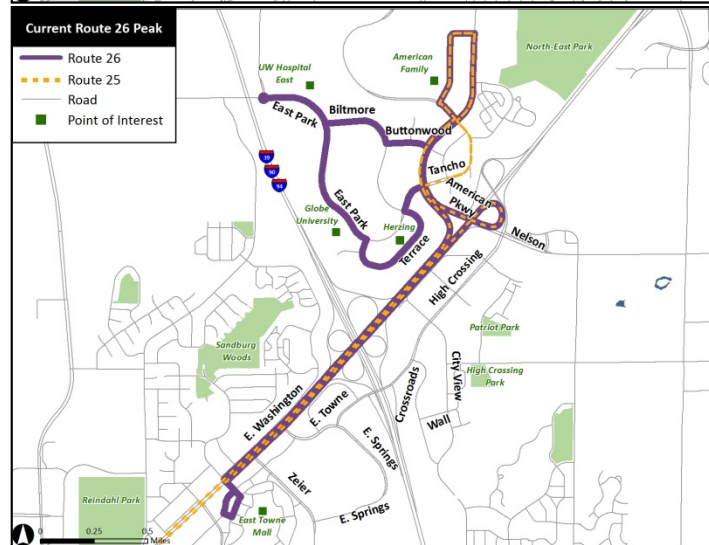 Current Route 26 Peak
Route 26
Route 25
Road
Point of Interest
UW Hospital
East
American
Family
North-East Park
East Park
Biltmore
Buttonwood
Tancho
American
Pkwy
Nelson
39
90
94
East
Park
Globe
University
Herzing
Terrace
High Crossing
Patriot Park
Sandburg
Woods
High Crossing
Park
City View
Crossroads
E. Washington
E. Towne
Wall
E. Springs
Zeier
E. Springs
Reindahl Park
East Towne
Mall
0 0.25 0.5
Miles